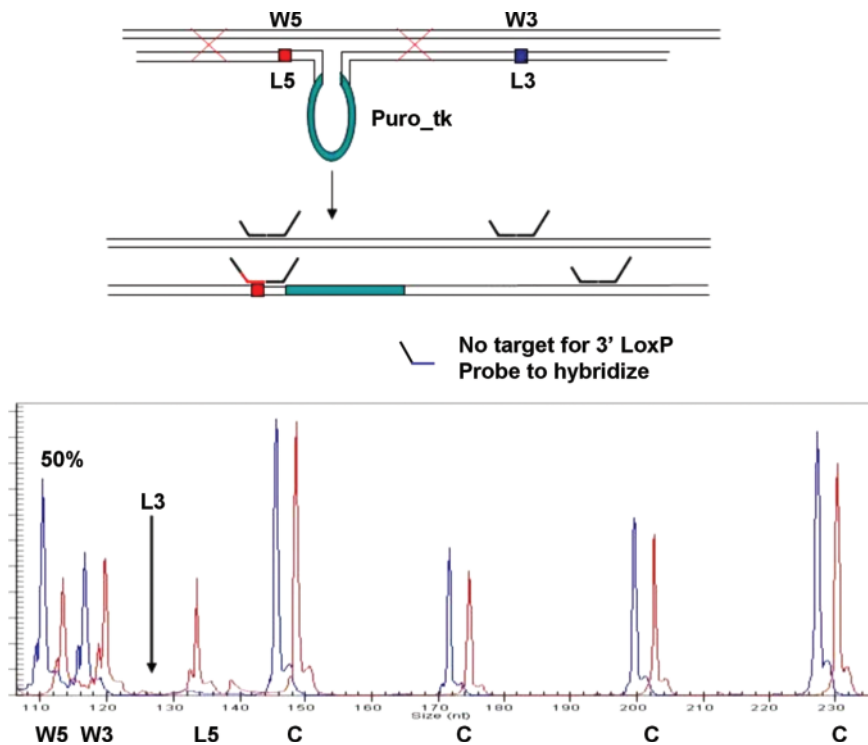 W5 W3
L5 L3
Puro_tk
No target for 3' LoxP
Probe to hybridize
50%
L3
110 120 130 140 150 160 170 180 190 200 210 220 230
Size (nt)
W5 W3 L5 C C C C